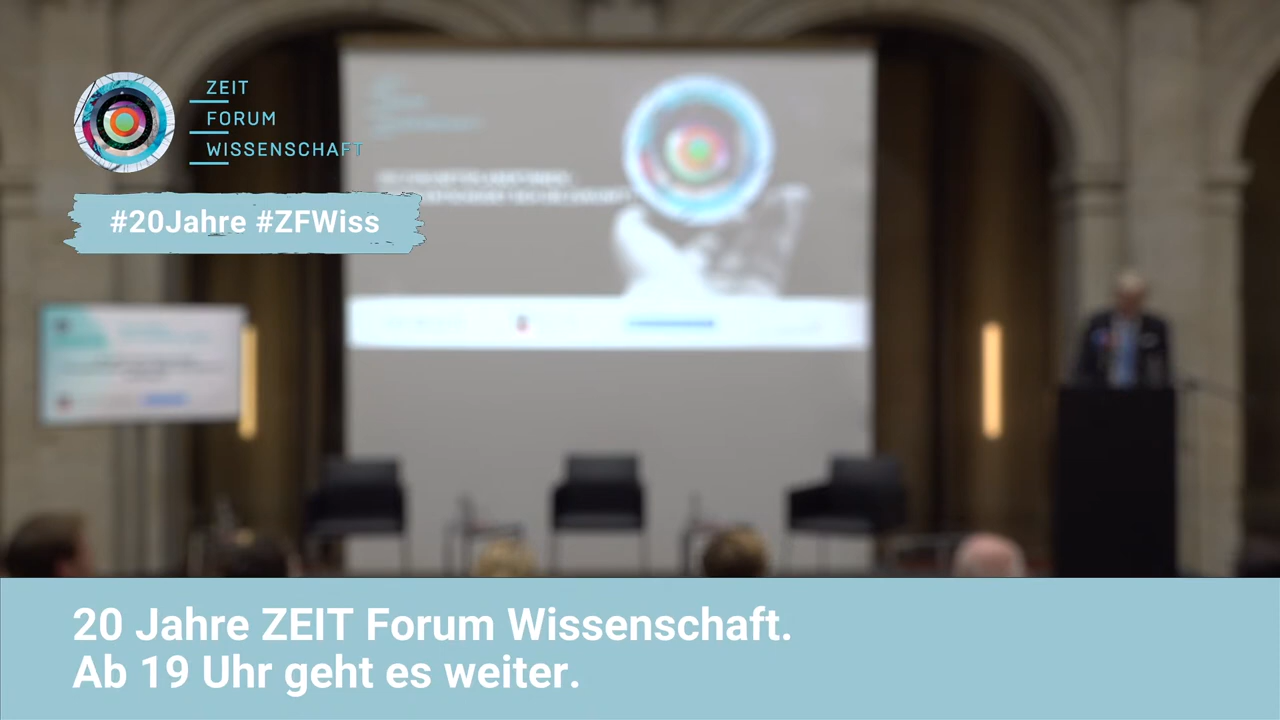 ZEIT
FORUM
WISSENSCHAFT
#20Jahre #ZFWiss
20 Jahre ZEIT Forum Wissenschaft.
Ab 19 Uhr geht es weiter.